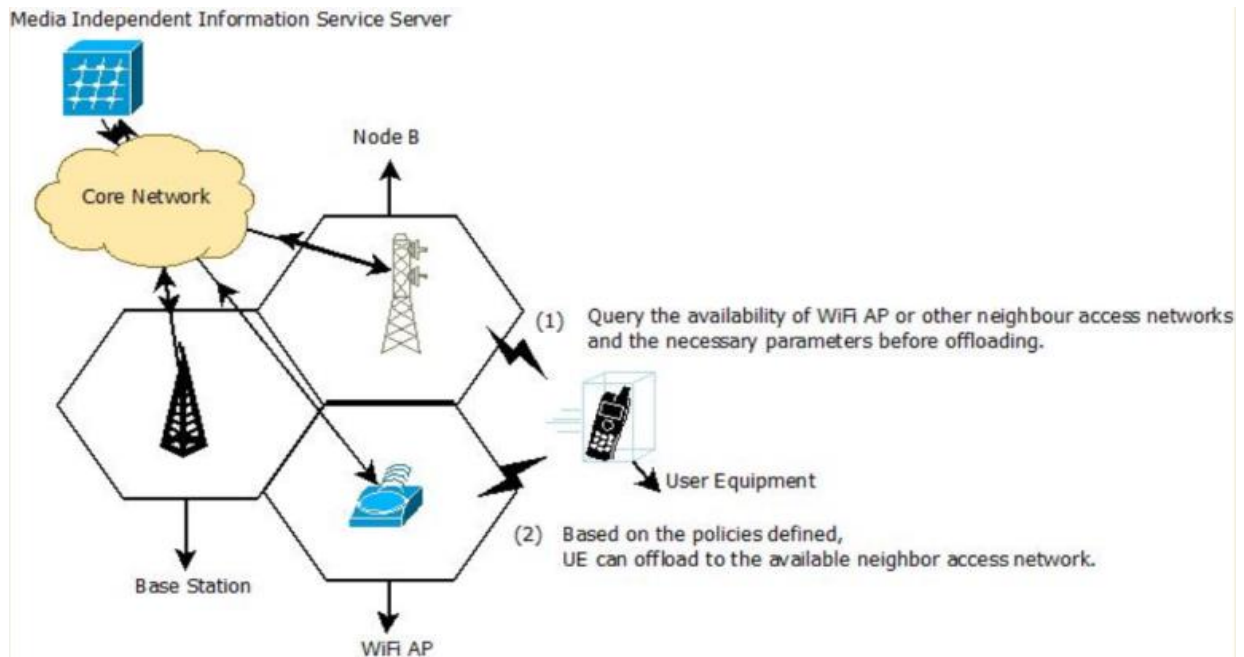 Media Independent Information Service Server
Node B
Core Network
(1) Query the availability of WiFi AP or other neighbour access networks
and the necessary parameters before offloading.
User Equipment
(2) Based on the policies defined,
UE can offload to the available neighbor access network.
Base Station
WiFi AP